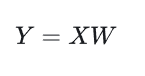 Y = XW